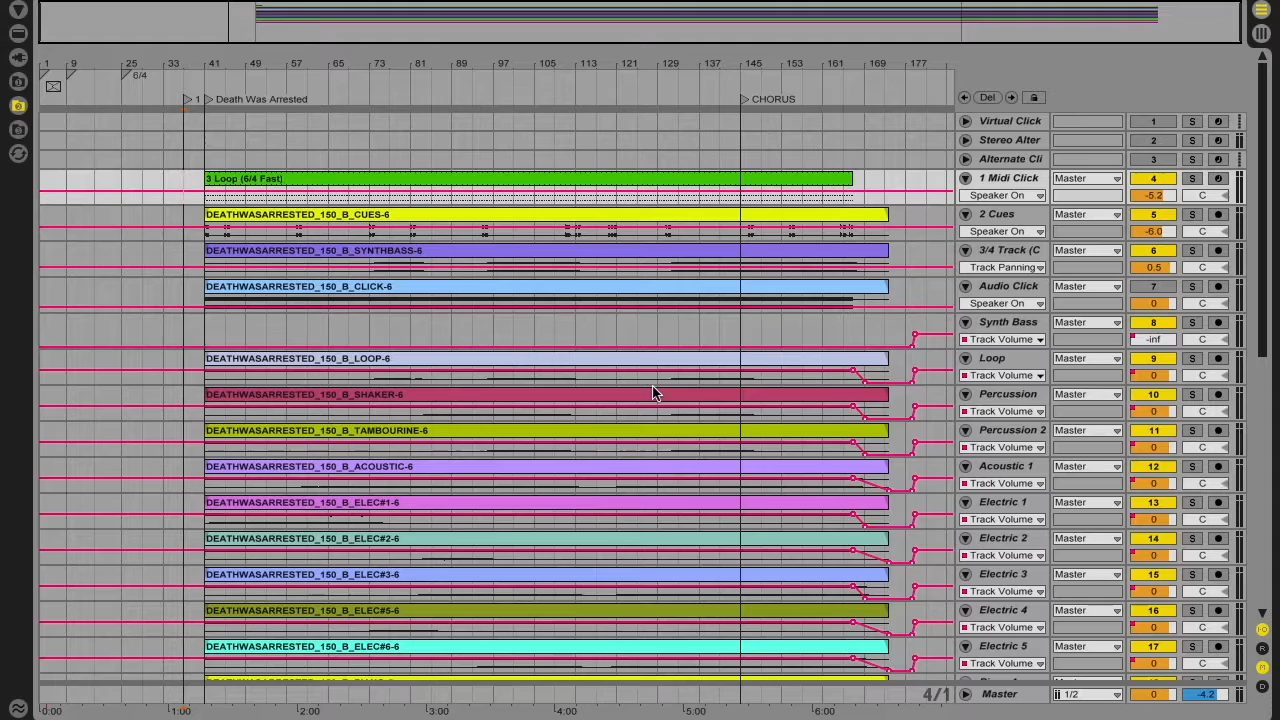 1 9 25 33 41 49 57 65 73 81 89 97 105 113 121 129 137 145 153 161 169 177
6/4
1 Death Was Arrested CHORUS Del
Virtual Click 1 S
Stereo Alter 2 S
Alternate Cli 3 S
3 Loop (6/4 Fast) 1 Midi Click Master 4 S
Speaker On -5.2 C
DEATHWASARRESTED_150_B_CUES-6 2 Cues Master 5 S
Speaker On -6.0 C
DEATHWASARRESTED_150_B_SYNTHBASS-6 3/4 Track (C Master 6 S
Track Panning 0.5 C
DEATHWASARRESTED_150_B_CLICK-6 Audio Click Master 7 S
Speaker On 0 C
Synth Bass Master 8 S
Track Volume -inf C
DEATHWASARRESTED_150_B_LOOP-6 Loop Master 9 S
Track Volume 0 C
DEATHWASARRESTED_150_B_SHAKER-6 Percussion Master 10 S
Track Volume 0 C
DEATHWASARRESTED_150_B_TAMBOURINE-6 Percussion 2 Master 11 S
Track Volume 0 C
DEATHWASARRESTED_150_B_ACOUSTIC-6 Acoustic 1 Master 12 S
Track Volume 0 C
DEATHWASARRESTED_150_B_ELEC#1-6 Electric 1 Master 13 S
Track Volume 0 C
DEATHWASARRESTED_150_B_ELEC#2-6 Electric 2 Master 14 S
Track Volume 0 C
DEATHWASARRESTED_150_B_ELEC#3-6 Electric 3 Master 15 S
Track Volume 0 C
DEATHWASARRESTED_150_B_ELEC#5-6 Electric 4 Master 16 S
Track Volume 0 C
DEATHWASARRESTED_150_B_ELEC#6-6 Electric 5 Master 17 S
Track Volume 0 C
4/1 Master 1/2 0 -4.2
0:00 1:00 2:00 3:00 4:00 5:00 6:00